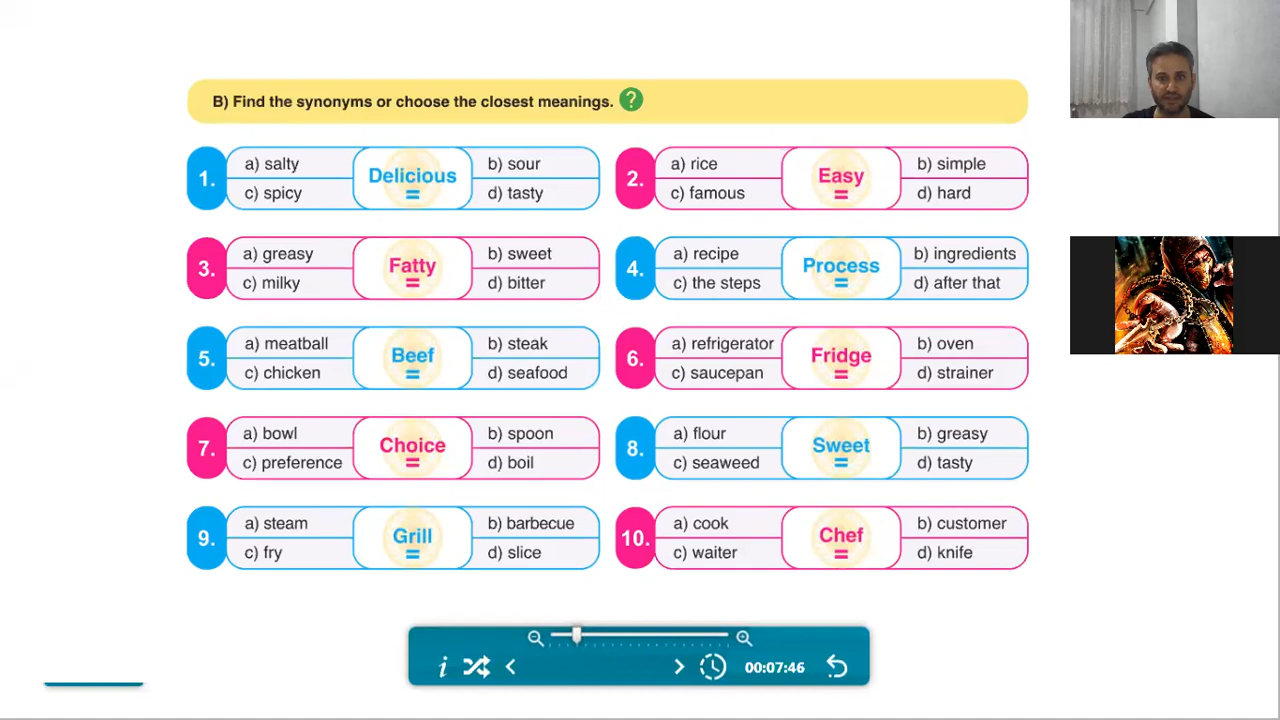 B) Find the synonyms or choose the closest meanings. ?
1.
a) salty
b) sour
Delicious
=
c) spicy
d) tasty
2.
a) rice
b) simple
Easy
=
c) famous
d) hard
3.
a) greasy
b) sweet
Fatty
=
c) milky
d) bitter
4.
a) recipe
b) ingredients
Process
=
c) the steps
d) after that
5.
a) meatball
b) steak
Beef
=
c) chicken
d) seafood
6.
a) refrigerator
b) oven
Fridge
=
c) saucepan
d) strainer
7.
a) bowl
b) spoon
Choice
=
c) preference
d) boil
8.
a) flour
b) greasy
Sweet
=
c) seaweed
d) tasty
9.
a) steam
b) barbecue
Grill
=
c) fry
d) slice
10.
a) cook
b) customer
Chef
=
c) waiter
d) knife
i
00:07:46